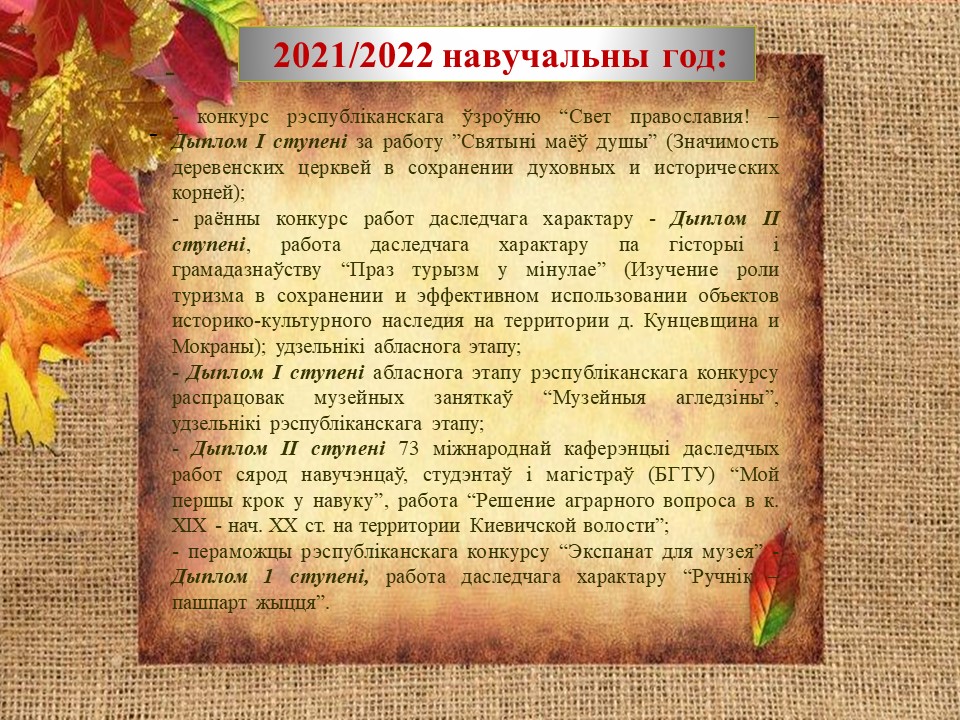 2021/2022 навучальны год:
- конкурс рэспубліканскага ўзроўню “Свет православия! –
Дыплом I ступені за работу ”Святыні маёў душы” (Значимость
деревенских церквей в сохранении духовных и исторических
корней);
- раённы конкурс работ даследчага характару - Дыплом II
ступені, работа даследчага характару па гісторыі і
грамадазнаўству “Праз турызм у мінулае” (Изучение роли
туризма в сохранении и эффективном использовании объектов
историко-культурного наследия на территории д. Кунцевщина и
Мокраны); удзельнікі абласнога этапу;
- Дыплом I ступені абласнога этапу рэспубліканскага конкурсу
распрацовак музейных заняткаў “Музейныя агледзіны”,
удзельнікі рэспубліканскага этапу;
- Дыплом II ступені 73 міжнароднай каферэнцыі даследчых
работ сярод навучэнцаў, студэнтаў і магістраў (БГТУ) “Мой
першы крок у навуку”, работа “Решение аграрного вопроса в к.
XIX - нач. XX ст. на территории Киевичской волости”;
- пераможцы рэспубліканскага конкурсу “Экспанат для музея” -
Дыплом 1 ступені, работа даследчага характару “Ручнік –
пашпарт жыцця”.